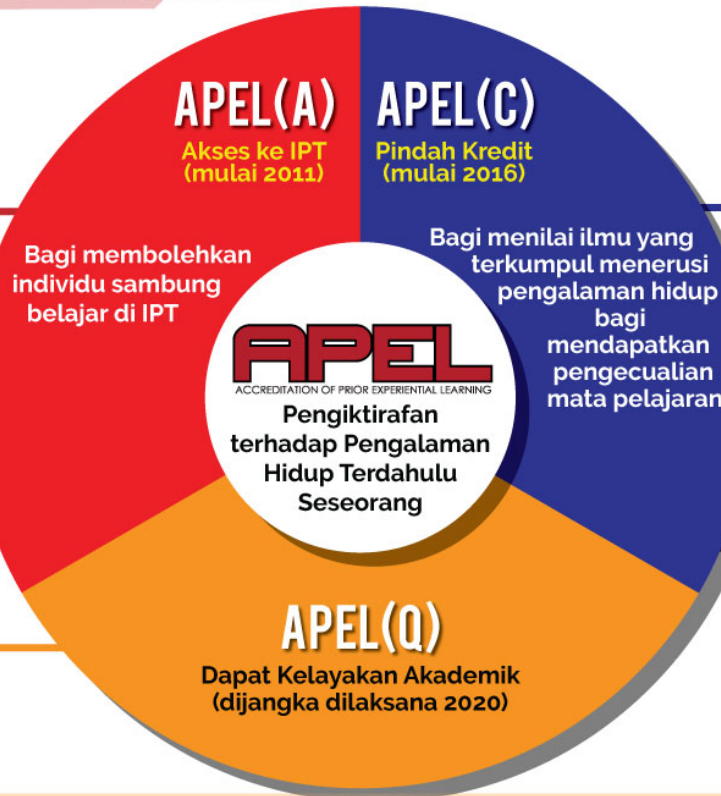 APEL(A)
Akses ke IPT
(mulai 2011)
Bagi membolehkan
individu sambung
belajar di IPT
APEL(C)
Pindah Kredit
(mulai 2016)
Bagi menilai ilmu yang
terkumpul menerusi
pengalaman hidup
bagi
mendapatkan
pengecualian
mata pelajaran
APEL
ACCREDITATION OF PRIOR EXPERIENTIAL LEARNING
Pengiktirafan
terhadap Pengalaman
Hidup Terdahulu
Seseorang
APEL(Q)
Dapat Kelayakan Akademik
(dijangka dilaksana 2020)